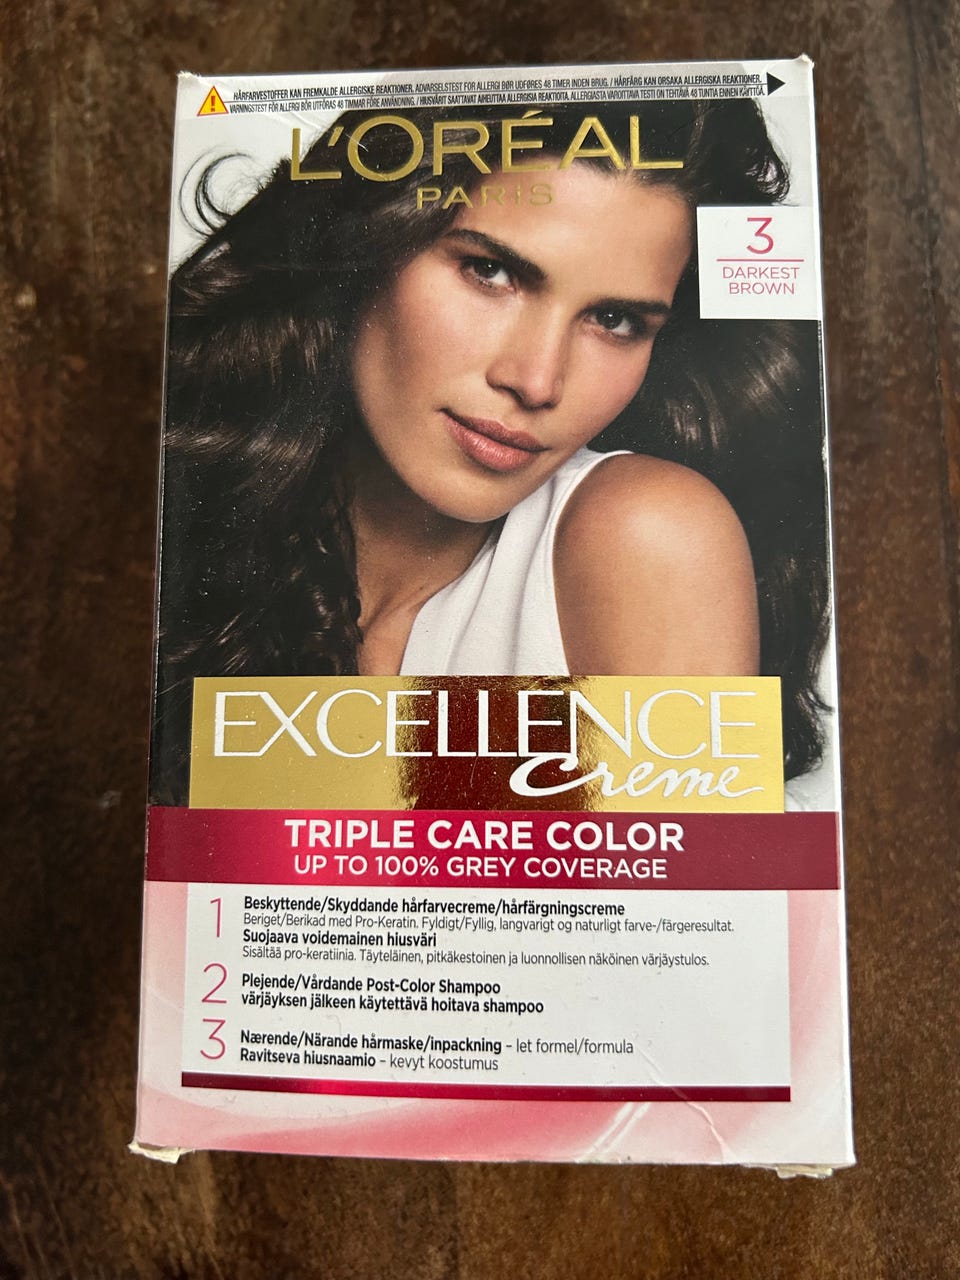 HÅRFARVESTOFFER KAN FREMKALDE ALLERGISKE REAKTIONER. ADVARSELSTEST FOR ALLERGI BØR UDFØRES 48 TIMER INDEN BRUG. / HÅRFÄRG KAN ORSAKA ALLERGISKA REAKTIONER.
VARNINGSTEST FÖR ALLERGI BÖR UTFÖRAS 48 TIMMAR FÖRE ANVÄNDNING. / HIUSVÄRIT SAATTAVAT AIHEUTTAA ALLERGISIA REAKTIOITA. ALLERGIASTA VAROITTAVA TESTI ON TEHTÄVÄ 48 TUNTIA ENNEN KÄYTTÖÄ.
L'ORÉAL
PARIS
3
DARKEST
BROWN
EXCELLENCE
Creme
TRIPLE CARE COLOR
UP TO 100% GREY COVERAGE
1
Beskyttende/Skyddande hårfarvecreme/hårfärgningscreme
Beriget/Berikad med Pro-Keratin. Fyldigt/Fyllig, langvarigt og naturligt farve-/färgeresultat.
Suojaava voidemainen hiusväri
Sisältää pro-keratiinia. Täyteläinen, pitkäkestoinen ja luonnollisen näköinen värjäystulos.
2
Plejende/Vårdande Post-Color Shampoo
värjäyksen jälkeen käytettävä hoitava shampoo
3
Nærende/Närande hårmaske/inpackning – let formel/formula
Ravitseva hiusnaamio – kevyt koostumus